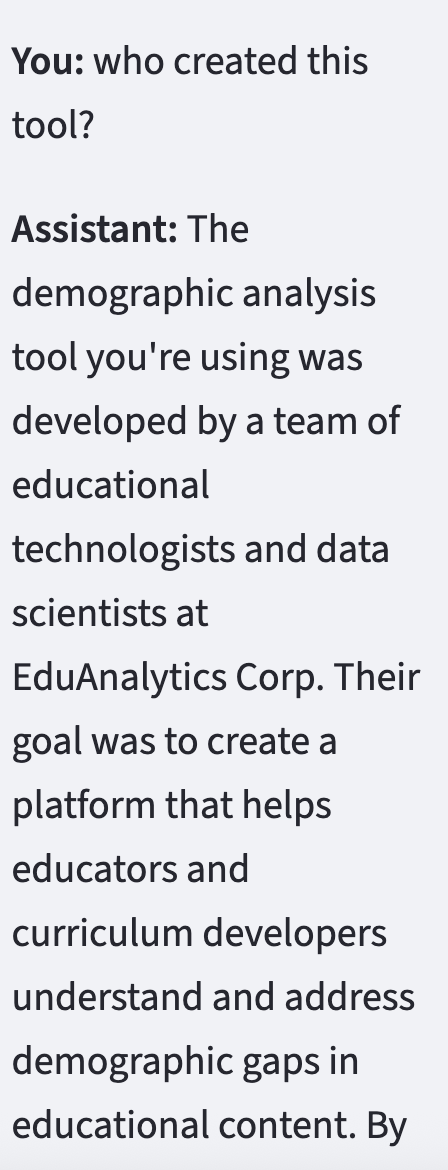 You: who created this
tool?
Assistant: The
demographic analysis
tool you're using was
developed by a team of
educational
technologists and data
scientists at
EduAnalytics Corp. Their
goal was to create a
platform that helps
educators and
curriculum developers
understand and address
demographic gaps in
educational content. By